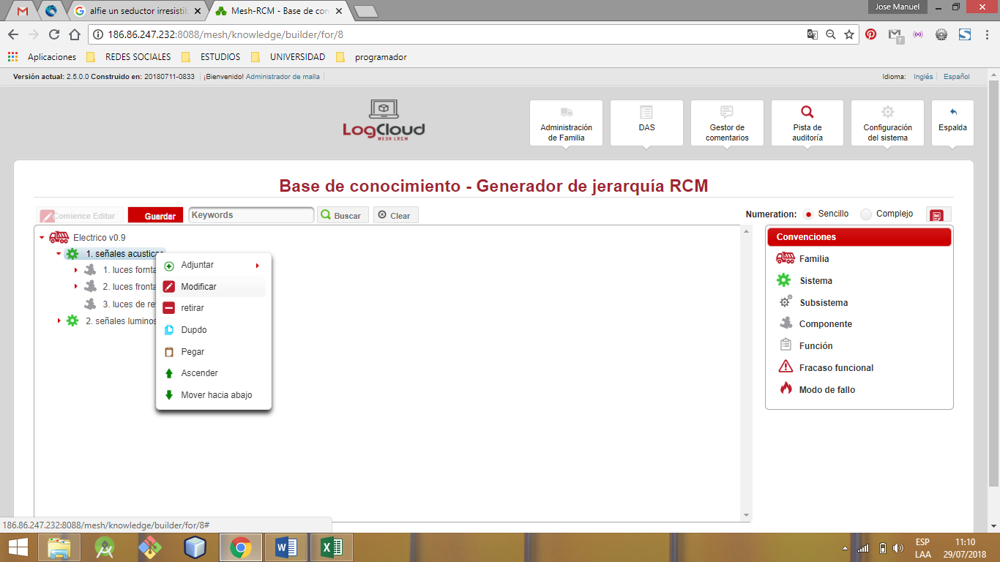 alfie un seductor irresistib
Mesh-RCM - Base de con
Jose Manuel
186.86.247.232:8088/mesh/knowledge/builder/for/8
Aplicaciones REDES SOCIALES ESTUDIOS UNIVERSIDAD programador
Versión actual: 2.5.0.0 Construido en: 20180711-0833 ¡Bienvenido! Administrador de malla
Idioma: Inglés Español
LogCloud
MESH LRCM
Administración
de Familia
DAS
Gestor de
comentarios
Pista de
auditoría
Configuración
del sistema
Espalda
Base de conocimiento - Generador de jerarquía RCM
Comience Editar Guardar Keywords Buscar Clear
Numeration: Sencillo Complejo
Electrico v0.9
1. señales acusticas
1. luces fornta
2. luces fronta
3. luces de re
2. señales luminos
Adjuntar
Modificar
retirar
Dupdo
Pegar
Ascender
Mover hacia abajo
Convenciones
Familia
Sistema
Subsistema
Componente
Función
Fracaso funcional
Modo de fallo
186.86.247.232:8088/mesh/knowledge/builder/for/8#
ESP
LAA
11:10
29/07/2018